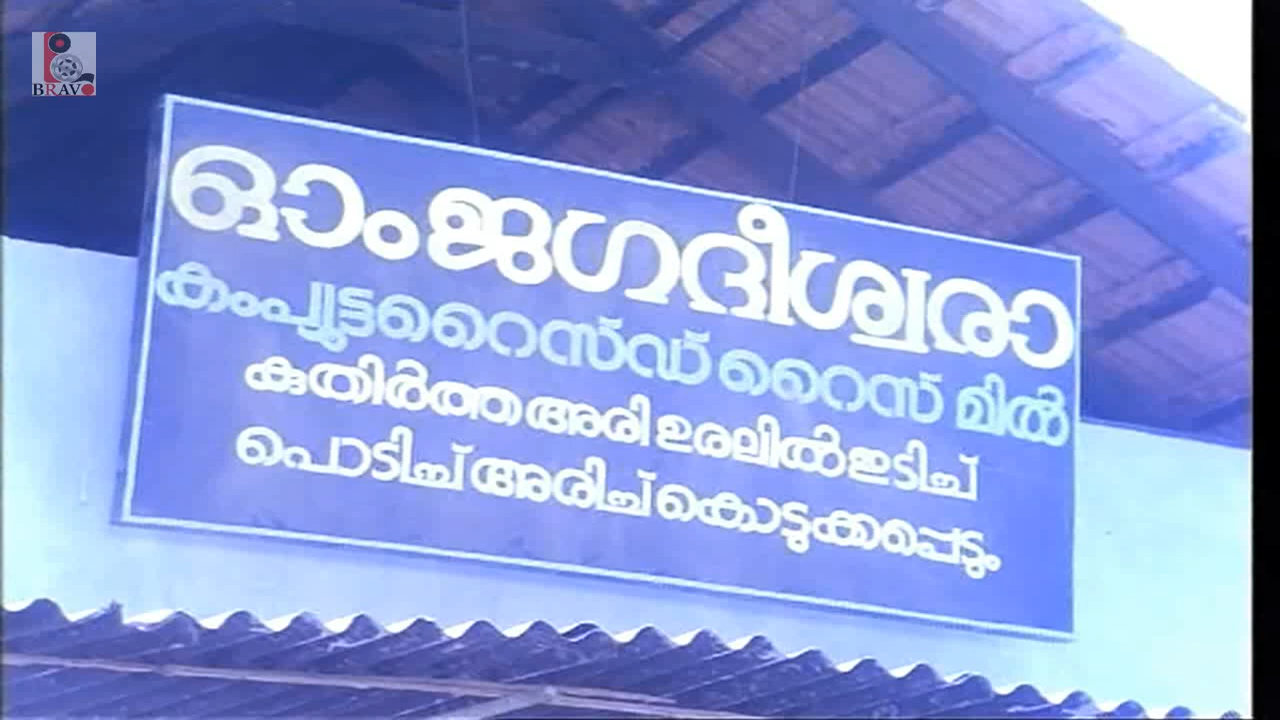 BRAVO
ഓം ജഗദീശ്വരാ
കംപ്യൂട്ടറൈസ്ഡ് റൈസ് മിൽ
കുതിർത്ത അരി ഉരലിൽ ഇടിച്ച്
പൊടിച്ച് അരിച്ച് കൊടുക്കപ്പെടും